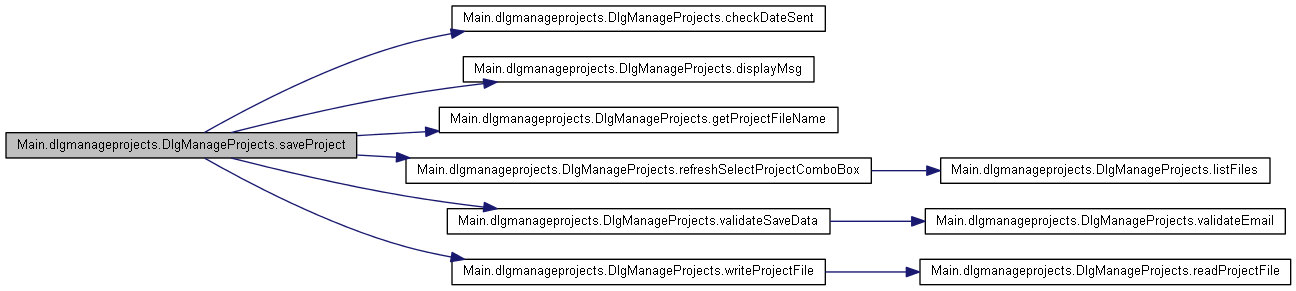 Main.dlgmanageprojects.DlgManageProjects.checkDateSent
Main.dlgmanageprojects.DlgManageProjects.displayMsg
Main.dlgmanageprojects.DlgManageProjects.getProjectFileName
Main.dlgmanageprojects.DlgManageProjects.saveProject
Main.dlgmanageprojects.DlgManageProjects.refreshSelectProjectComboBox
Main.dlgmanageprojects.DlgManageProjects.listFiles
Main.dlgmanageprojects.DlgManageProjects.validateSaveData
Main.dlgmanageprojects.DlgManageProjects.validateEmail
Main.dlgmanageprojects.DlgManageProjects.writeProjectFile
Main.dlgmanageprojects.DlgManageProjects.readProjectFile